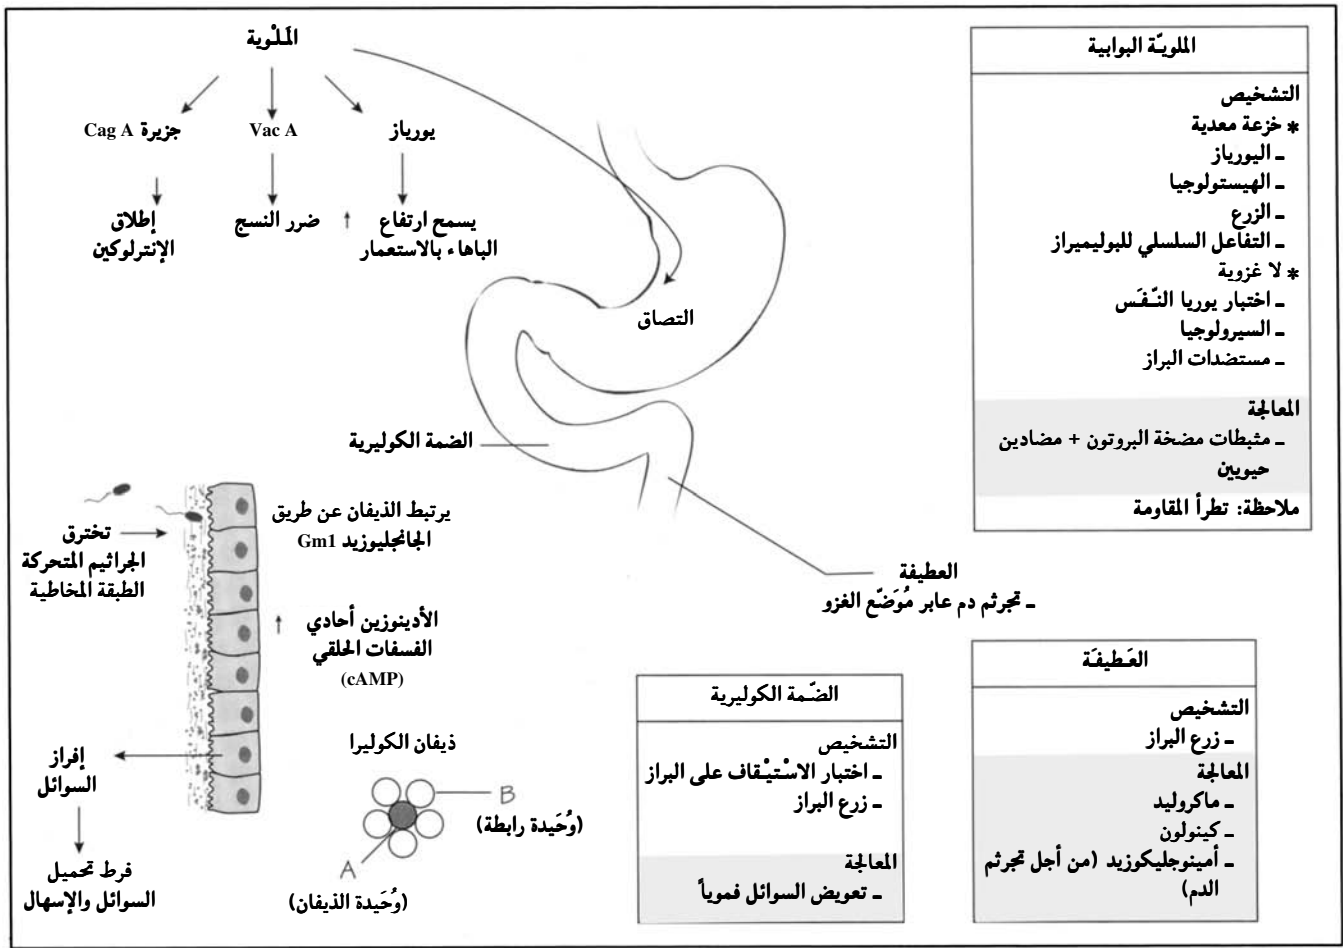 الملويّة البوابية
التشخيص
* خزعة معدية
ـ اليورياز
ـ الهيستولوجيا
ـ الزرع
ـ التفاعل السلسلي للبوليميراز
* لا غزوية
ـ اختبار يوريا النّفَس
ـ السيرولوجيا
ـ مستضدات البراز
المعالجة
ـ مثبطات مضخة البروتون + مضادين
حيويين
ملاحظة: تطرأ المقاومة
المَلْوية
يورياز
Vac A
جزيرة Cag A
يسمح ارتفاع
الباهاء بالاستعمار
↑ ضرر النسج
إطلاق
الإنترلوكين
التصاق
الضمة الكوليرية
يرتبط الذيفان عن طريق
الجانجليوزيد Gm1
تخترق
الجراثيم المتحركة
الطبقة المخاطية
العطيفة
ـ تجرثم دم عابر مُوَضّع الغزو
الأدينوزين أحادي ↑
الفسفات الحلقي
(cAMP)
إفراز
السوائل
فرط تحميل
السوائل والإسهال
ذيفان الكوليرا
B
(وُحَيدة رابطة)
A
(وُحَيدة الذيفان)
الضّمة الكوليرية
التشخيص
ـ اختبار الاسْتيْقاف على البراز
ـ زرع البراز
المعالجة
ـ تعويض السوائل فموياً
العَطيفَة
التشخيص
ـ زرع البراز
المعالجة
ـ ماكروليد
ـ كينولون
ـ أمينوجليكوزيد (من أجل تجرثم
الدم)